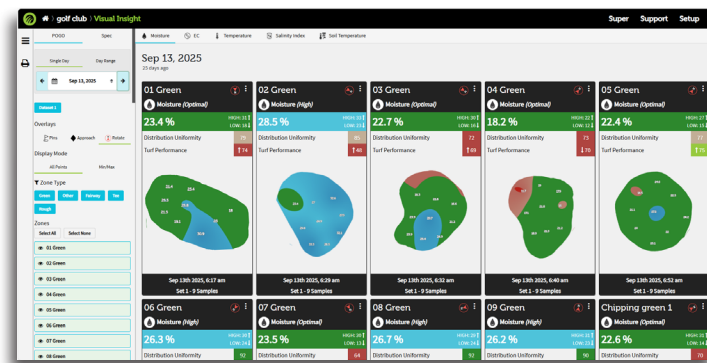 golf club › Visual Insight
Super Support Setup
POGO Spec
Moisture EC Temperature Salinity Index Soil Temperature
Single Day Day Range
Sep 13, 2025
Sep 13, 2025
25 days ago
Overlays
Pins Approach Rotate
Display Mode
All Points Min/Max
Zone Type
Green Other Fairway Tee
Rough
Zones
Select All Select None
01 Green
02 Green
03 Green
04 Green
05 Green
06 Green
07 Green
08 Green
01 Green
Moisture (Optimal)
23.4 %
HIGH: 31
LOW: 16
Distribution Uniformity
Turf Performance 74
Sep 13th 2025, 6:17 am
Set 1 - 9 Samples
02 Green
Moisture (High)
28.5 %
Distribution Uniformity
Turf Performance
Sep 13th 2025, 6:29 am
Set 1 - 9 Samples
03 Green
Moisture (Optimal)
22.7 %
Distribution Uniformity 72
Turf Performance 69
Sep 13th 2025, 6:32 am
Set 1 - 9 Samples
04 Green
Moisture (Optimal)
18.2 %
Distribution Uniformity 73
Turf Performance 70
Sep 13th 2025, 6:40 am
Set 1 - 9 Samples
05 Green
Moisture (Optimal)
22.4 %
Distribution Uniformity
Turf Performance
Sep 13th 2025, 6:52 am
Set 1 - 9 Samples
06 Green
Moisture (High)
26.3 %
Distribution Uniformity 92
07 Green
Moisture (Optimal)
23.5 %
Distribution Uniformity 64
08 Green
Moisture (High)
26.7 %
Distribution Uniformity 92
09 Green
Moisture (High)
26.2 %
Distribution Uniformity 90
Chipping green 1
Moisture (Optimal)
22.6 %
Distribution Uniformity 70